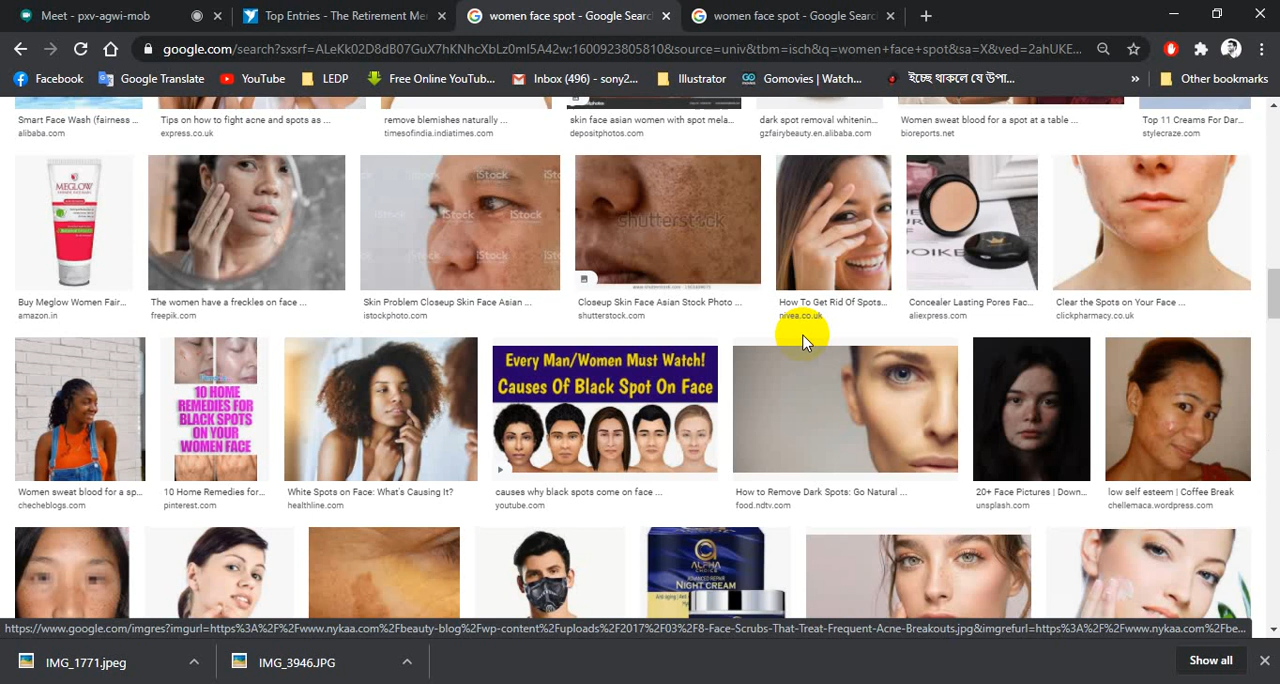 Meet - pxv-agwi-mob
Top Entries - The Retirement Me
women face spot - Google Searc
women face spot - Google Search
google.com/search?sxsrf=ALeKk02D8dB07GuX7hKNhcXbLz0mI5A42w:1600923805810&source=univ&tbm=isch&q=women+face+spot&sa=X&ved=2ahUKE...
Facebook
Google Translate
YouTube
LEDP
Free Online YouTub...
Inbox (496) - sony2...
Illustrator
Gomovies | Watch...
ইচ্ছে থাকলে যে উপা...
»
Other bookmarks
Smart Face Wash (fairness ...
alibaba.com
Tips on how to fight acne and spots as ...
express.co.uk
remove blemishes naturally ...
timesofindia.indiatimes.com
skin face asian women with spot mela...
depositphotos.com
dark spot removal whitenin...
gzfairybeauty.en.alibaba.com
Women sweat blood for a spot at a table ...
bioreports.net
Top 11 Creams For Dar...
stylecraze.com
MEGLOW
iStock
iStock
iStock
iStock
shutterstock
Buy Meglow Women Fair...
amazon.in
The women have a freckles on face ...
freepik.com
Skin Problem Closeup Skin Face Asian ...
istockphoto.com
Closeup Skin Face Asian Stock Photo ...
shutterstock.com
How To Get Rid Of Spots...
nivea.co.uk
Concealer Lasting Pores Fac...
aliexpress.com
Clear the Spots on Your Face ...
clickpharmacy.co.uk
10 HOME
REMEDIES FOR
BLACK SPOTS
ON YOUR
WOMEN FACE
Every Man/Women Must Watch!
Causes Of Black Spot On Face
Women sweat blood for a sp...
checheblogs.com
10 Home Remedies for...
pinterest.com
White Spots on Face: What's Causing It?
healthline.com
causes why black spots come on face ...
youtube.com
How to Remove Dark Spots: Go Natural ...
food.ndtv.com
20+ Face Pictures | Down...
unsplash.com
low self esteem | Coffee Break
chellemaca.wordpress.com
ALPHA
CHOICE
ADVANCED REPAIR
NIGHT CREAM
https://www.google.com/imgres?imgurl=https%3A%2F%2Fwww.nykaa.com%2Fbeauty-blog%2Fwp-content%2Fuploads%2F2017%2F03%2F8-Face-Scrubs-That-Treat-Frequent-Acne-Breakouts.jpg&imgrefurl=https%3A%2F%2Fwww.nykaa.com%2Fbe...
IMG_1771.jpeg
IMG_3946.JPG
Show all